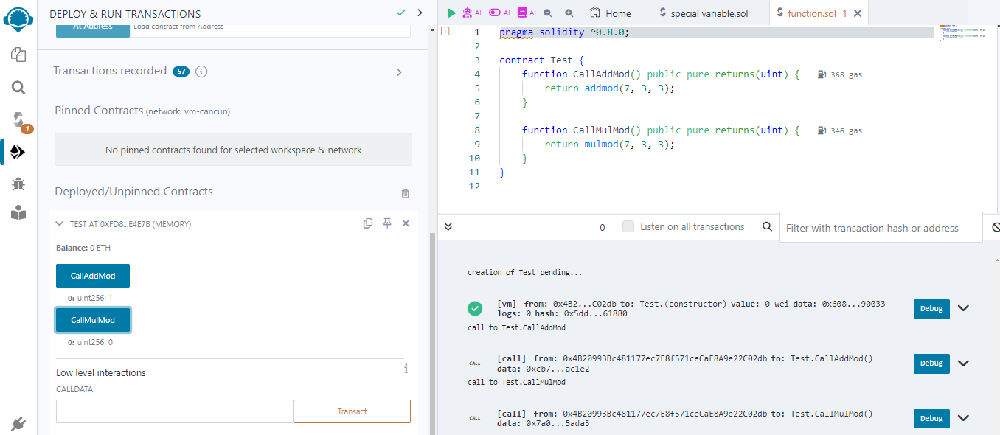 DEPLOY & RUN TRANSACTIONS
At Address
Load contract from Address
Transactions recorded 57
Pinned Contracts (network: vm-cancun)
No pinned contracts found for selected workspace & network
Deployed/Unpinned Contracts
TEST AT 0XFD8...E4E7B (MEMORY)
Balance: 0 ETH
CallAddMod
0: uint256: 1
CallMulMod
0: uint256: 0
Low level interactions
CALLDATA
Transact
1
AI AI AI Home special variable.sol function.sol 1
1 pragma solidity ^0.8.0;
2
3 contract Test {
4 function CallAddMod() public pure returns(uint) { 368 gas
5 return addmod(7, 3, 3);
6 }
7
8 function CallMulMod() public pure returns(uint) { 346 gas
9 return mulmod(7, 3, 3);
10 }
11 }
12
0 Listen on all transactions Filter with transaction hash or address
creation of Test pending...
[vm] from: 0x4B2...C02db to: Test.(constructor) value: 0 wei data: 0x608...90033
logs: 0 hash: 0x5dd...61880
Debug
call to Test.CallAddMod
CALL [call] from: 0x4B20993Bc481177ec7E8f571ceCaE8A9e22C02db to: Test.CallAddMod()
data: 0xcb7...ac1e2
Debug
call to Test.CallMulMod
CALL [call] from: 0x4B20993Bc481177ec7E8f571ceCaE8A9e22C02db to: Test.CallMulMod()
data: 0x7a0...5ada5
Debug